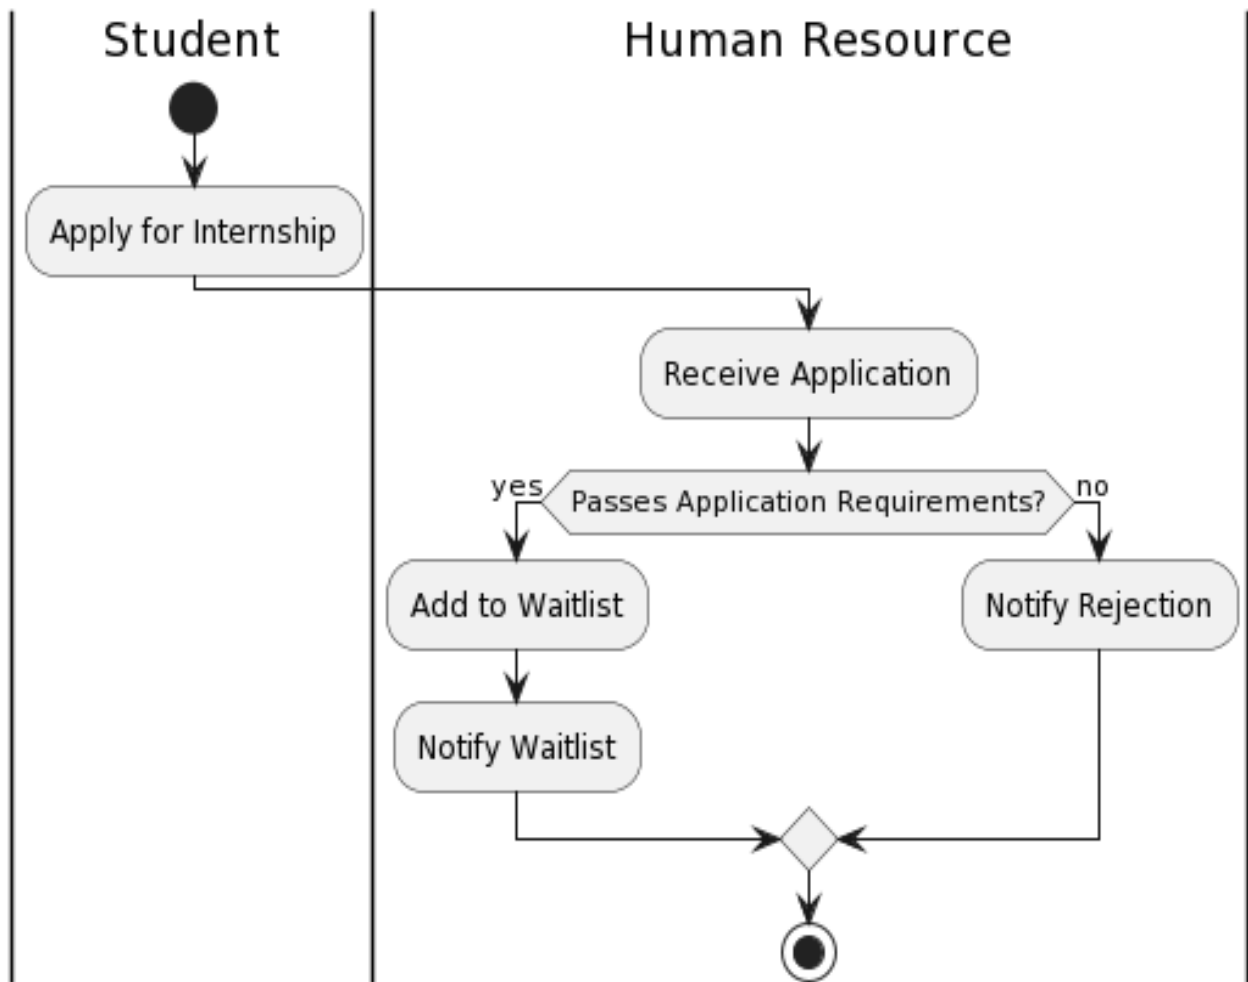 Student
Human Resource
Apply for Internship
Receive Application
yes
Passes Application Requirements?
no
Add to Waitlist
Notify Rejection
Notify Waitlist